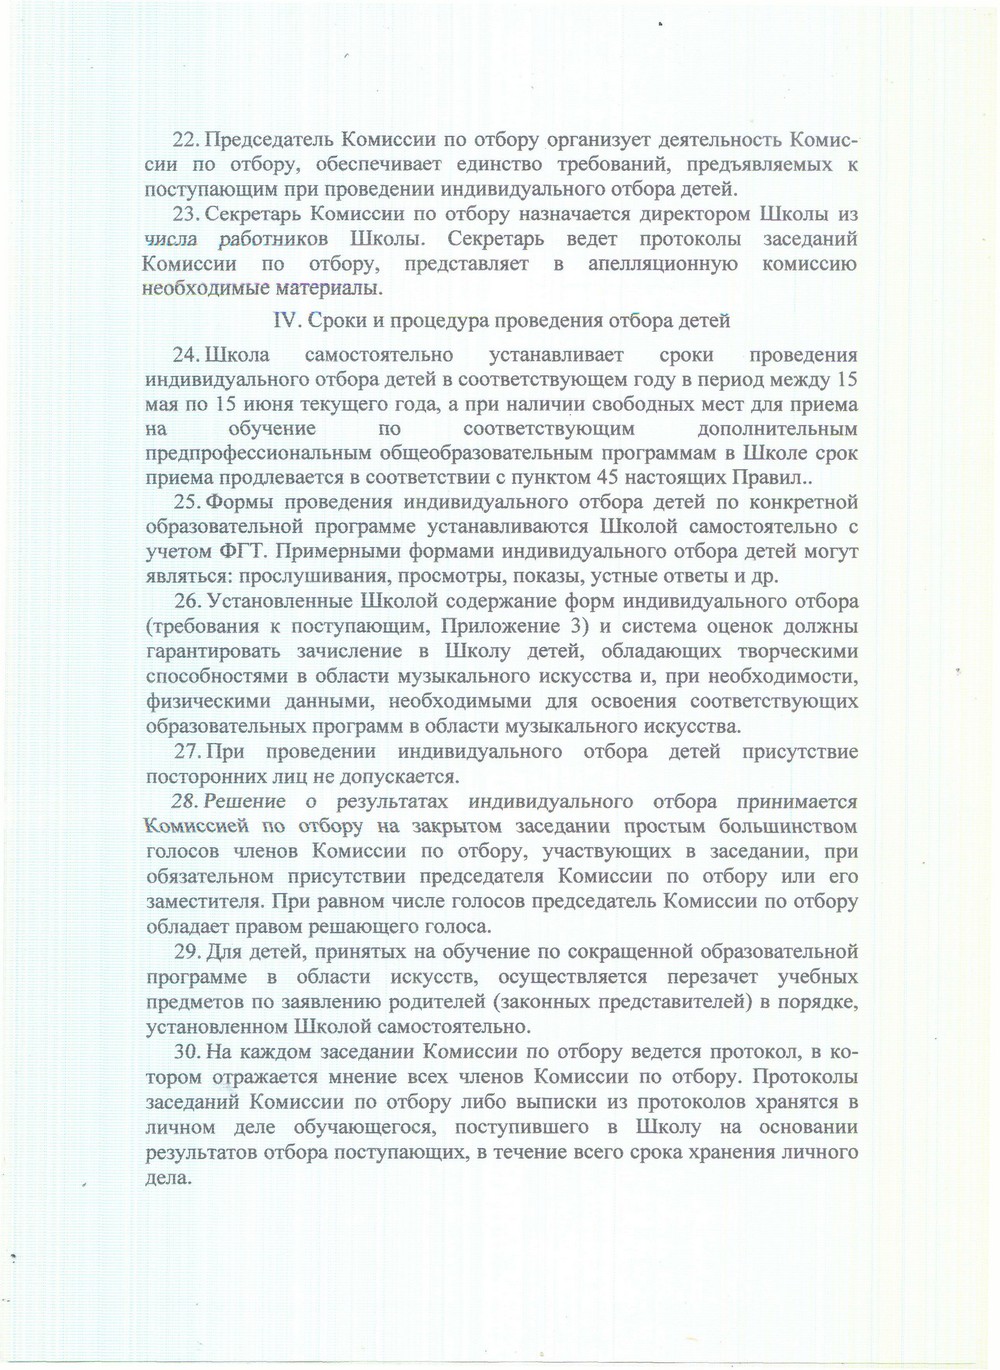 22. Председатель Комиссии по отбору организует деятельность Комис-
сии по отбору, обеспечивает единство требований, предъявляемых к
поступающим при проведении индивидуального отбора детей.
23. Секретарь Комиссии по отбору назначается директором Школы из
числа работников Школы. Секретарь ведет протоколы заседаний
Комиссии по отбору, представляет в апелляционную комиссию
необходимые материалы.
IV. Сроки и процедура проведения отбора детей
24. Школа самостоятельно устанавливает сроки проведения
индивидуального отбора детей в соответствующем году в период между 15
мая по 15 июня текущего года, а при наличии свободных мест для приема
на обучение по соответствующим дополнительным
предпрофессиональным общеобразовательным программам в Школе срок
приема продлевается в соответствии с пунктом 45 настоящих Правил..
25. Формы проведения индивидуального отбора детей по конкретной
образовательной программе устанавливаются Школой самостоятельно с
учетом ФГТ. Примерными формами индивидуального отбора детей могут
являться: прослушивания, просмотры, показы, устные ответы и др.
26. Установленные Школой содержание форм индивидуального отбора
(требования к поступающим, Приложение 3) и система оценок должны
гарантировать зачисление в Школу детей, обладающих творческими
способностями в области музыкального искусства и, при необходимости,
физическими данными, необходимыми для освоения соответствующих
образовательных программ в области музыкального искусства.
27. При проведении индивидуального отбора детей присутствие
посторонних лиц не допускается.
28. Решение о результатах индивидуального отбора принимается
Комиссией по отбору на закрытом заседании простым большинством
голосов членов Комиссии по отбору, участвующих в заседании, при
обязательном присутствии председателя Комиссии по отбору или его
заместителя. При равном числе голосов председатель Комиссии по отбору
обладает правом решающего голоса.
29. Для детей, принятых на обучение по сокращенной образовательной
программе в области искусств, осуществляется перезачет учебных
предметов по заявлению родителей (законных представителей) в порядке,
установленном Школой самостоятельно.
30. На каждом заседании Комиссии по отбору ведется протокол, в ко-
тором отражается мнение всех членов Комиссии по отбору. Протоколы
заседаний Комиссии по отбору либо выписки из протоколов хранятся в
личном деле обучающегося, поступившего в Школу на основании
результатов отбора поступающих, в течение всего срока хранения личного
дела.